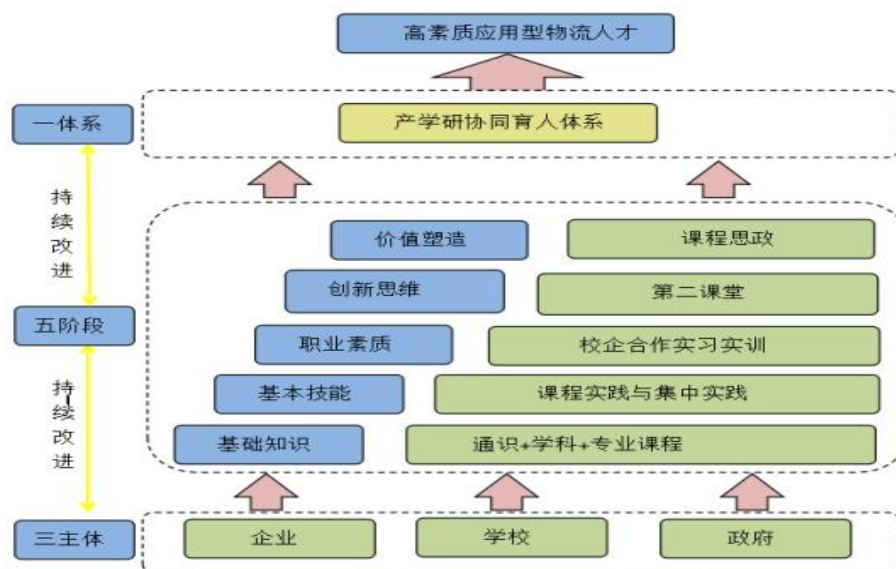 高素质应用型物流人才
一体系
产学研协同育人体系
持续改进
价值塑造
课程思政
创新思维
第二课堂
五阶段
职业素质
校企合作实习实训
持续改进
基本技能
课程实践与集中实践
基础知识
通识+学科+专业课程
三主体
企业
学校
政府